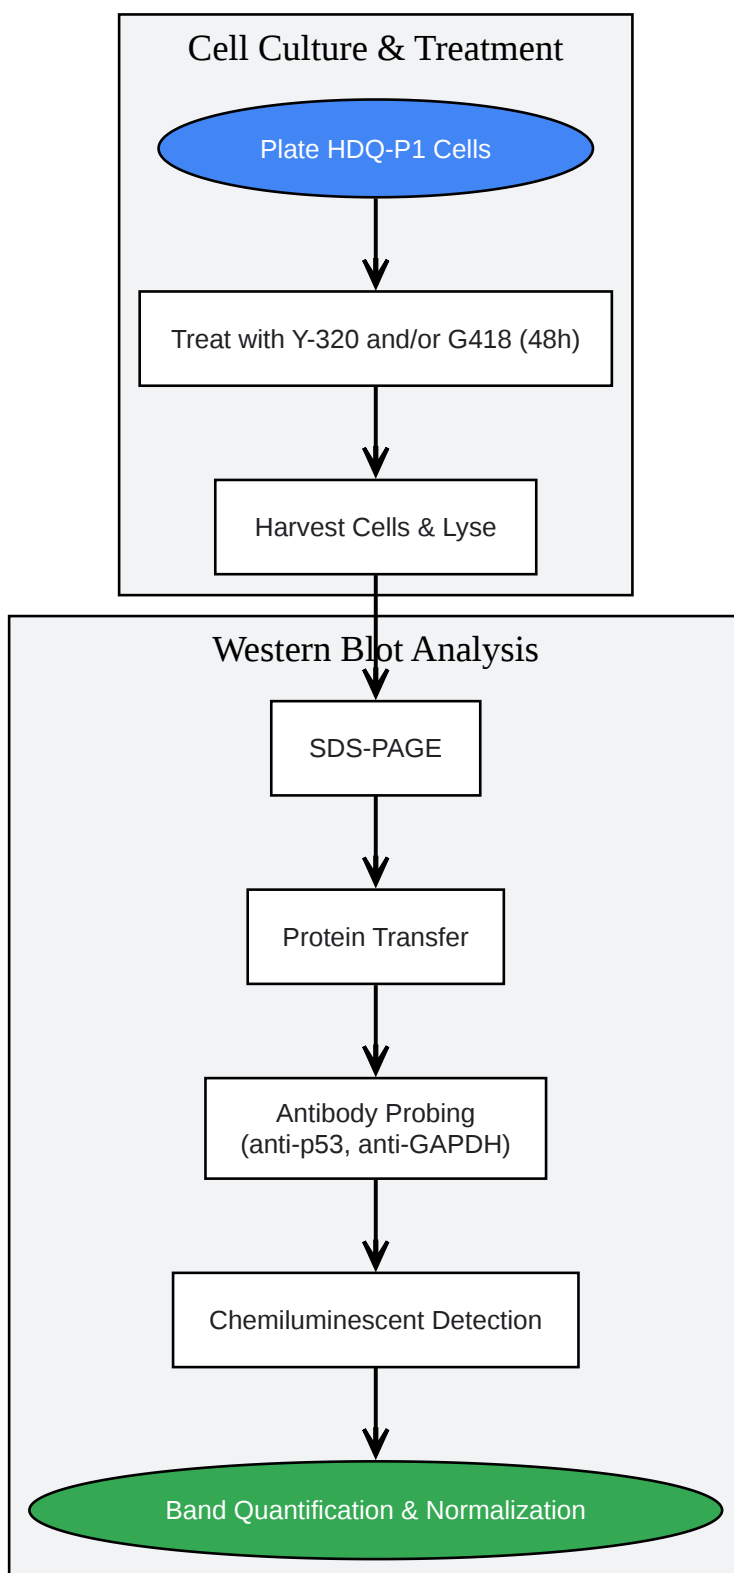 Cell Culture & Treatment
Plate HDQ-P1 Cells
Treat with Y-320 and/or G418 (48h)
Harvest Cells & Lyse
Western Blot Analysis
SDS-PAGE
Protein Transfer
Antibody Probing
(anti-p53, anti-GAPDH)
Chemiluminescent Detection
Band Quantification & Normalization